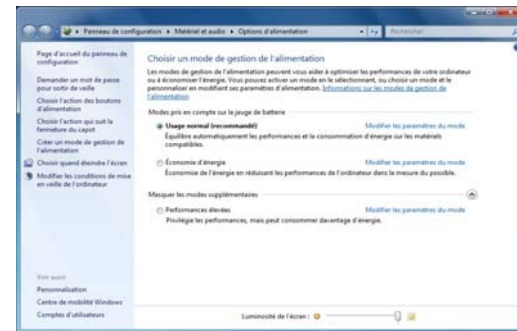 Panneau de configuration ▸ Matériel et audio ▸ Options d'alimentation
Rechercher
Page d'accueil du panneau de
configuration
Demander un mot de passe
pour sortir de veille
Choisir l'action des boutons
d'alimentation
Choisir l'action qui suit la
fermeture du capot
Créer un mode de gestion de
l'alimentation
Choisir quand éteindre l'écran
Modifier les conditions de mise
en veille de l'ordinateur
Voir aussi
Personnalisation
Centre de mobilité Windows
Comptes d'utilisateurs
Choisir un mode de gestion de l'alimentation
Les modes de gestion de l'alimentation peuvent vous aider à optimiser les performances de votre ordinateur
ou à économiser l'énergie. Vous pouvez activer un mode en le sélectionnant, ou choisir un mode et le
personnaliser en modifiant ses paramètres d'alimentation. Informations sur les modes de gestion de
l'alimentation
Modes pris en compte sur la jauge de batterie
Usage normal (recommandé) Modifier les paramètres du mode
Équilibre automatiquement les performances et la consommation d'énergie sur les matériels
compatibles.
Économie d'énergie Modifier les paramètres du mode
Économise de l'énergie en réduisant les performances de l'ordinateur dans la mesure du possible.
Masquer les modes supplémentaires
Performances élevées Modifier les paramètres du mode
Privilégie les performances, mais peut consommer davantage d'énergie.
Luminosité de l'écran :